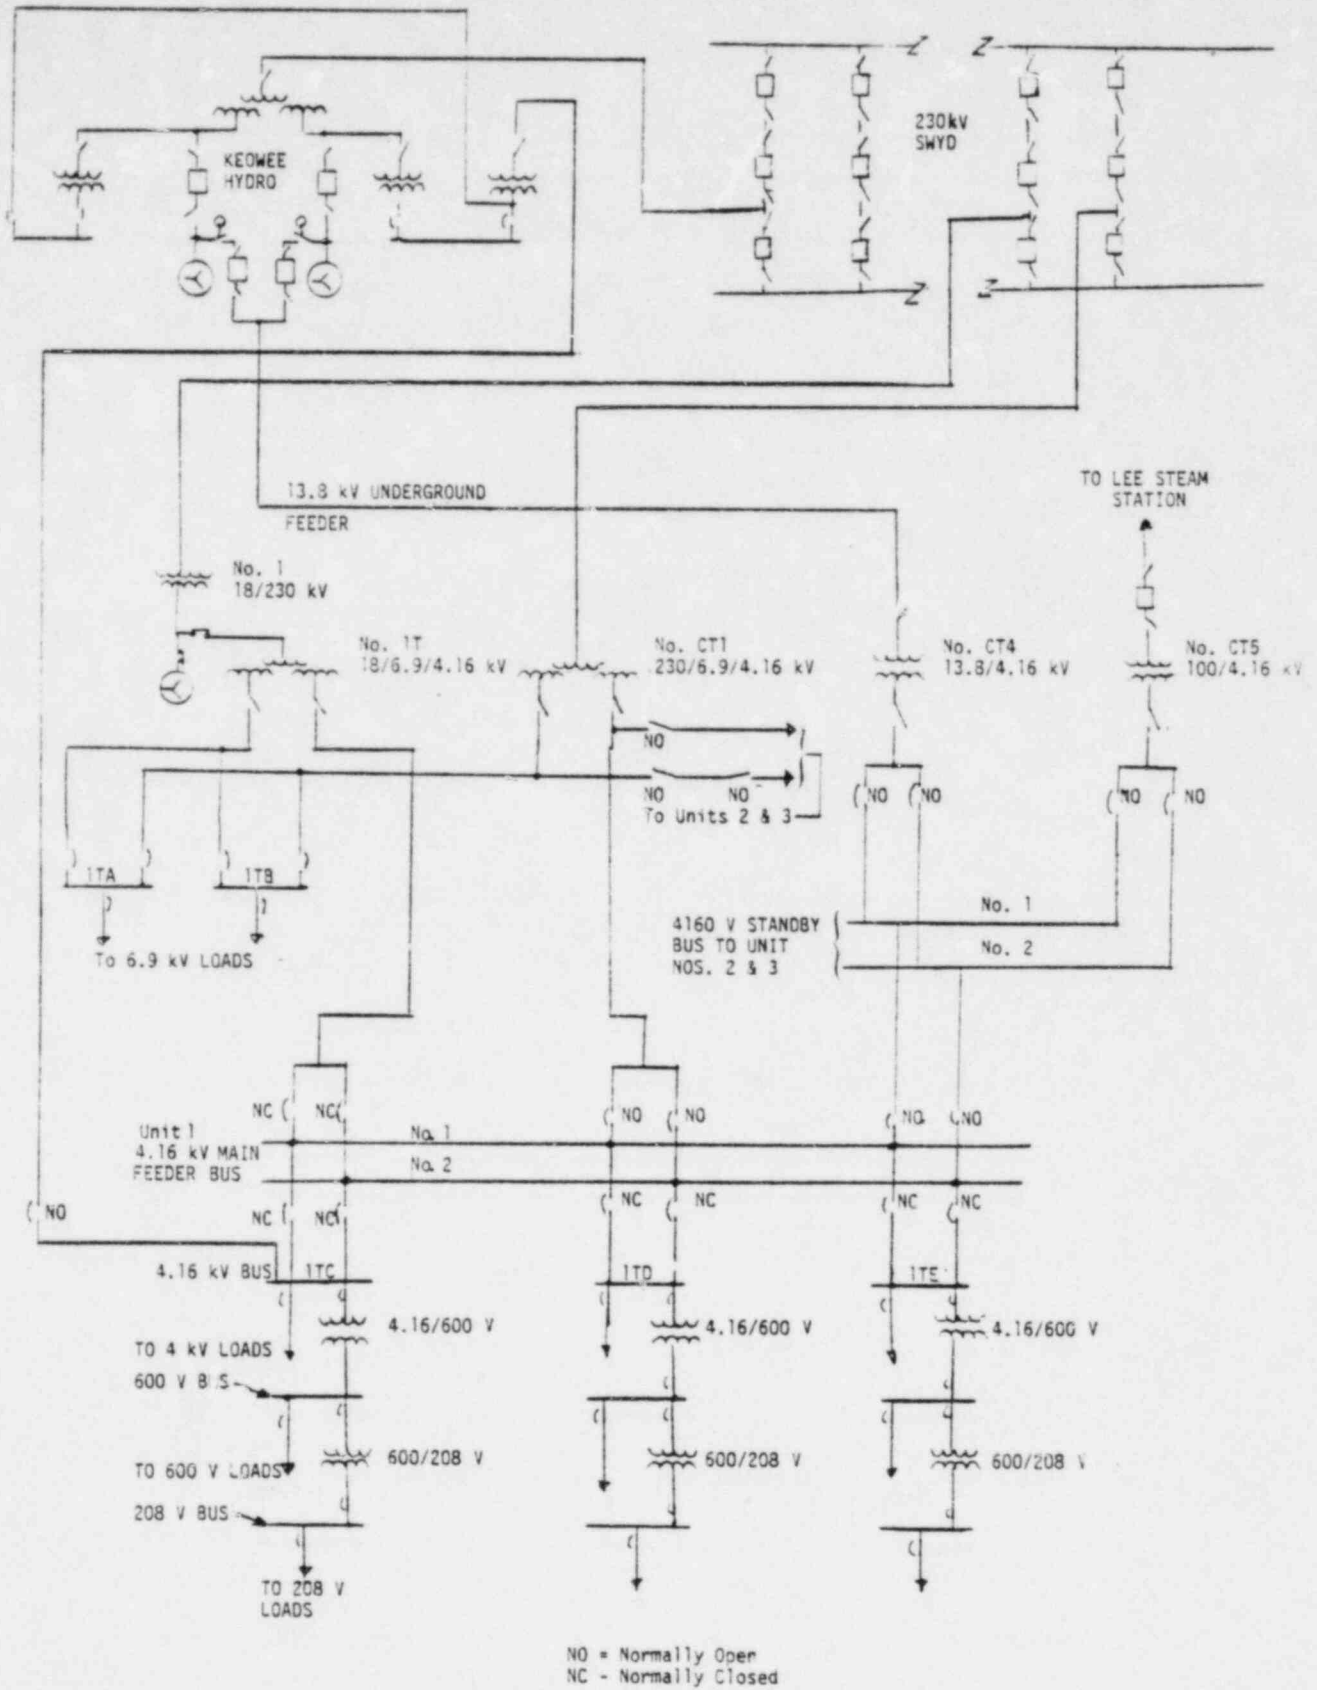 230kV
SWYD
KEOWEE
HYDRO
13.8 kV UNDERGROUND
FEEDER
TO LEE STEAM
STATION
No. 1
18/230 kV
No. 1T
18/6.9/4.16 kV
No. CT1
230/6.9/4.16 kV
No. CT4
13.8/4.16 kV
No. CT5
100/4.16 kV
NO
NO NO
To Units 2 & 3
NO NO
NO NO
1TA
1TB
To 6.9 kV LOADS
4160 V STANDBY
BUS TO UNIT
NOS. 2 & 3
No. 1
No. 2
NC NC
NO NO
NO NO
Unit 1
4.16 kV MAIN
FEEDER BUS
No. 1
No. 2
NO
NC NC
NC NC
NC NC
4.16 kV BUS
1TC
1TD
1TE
4.16/600 V
4.16/600 V
4.16/600 V
TO 4 kV LOADS
600 V BUS
600/208 V
600/208 V
600/208 V
TO 600 V LOADS
208 V BUS
TO 208 V
LOADS
NO = Normally Open
NC - Normally Closed